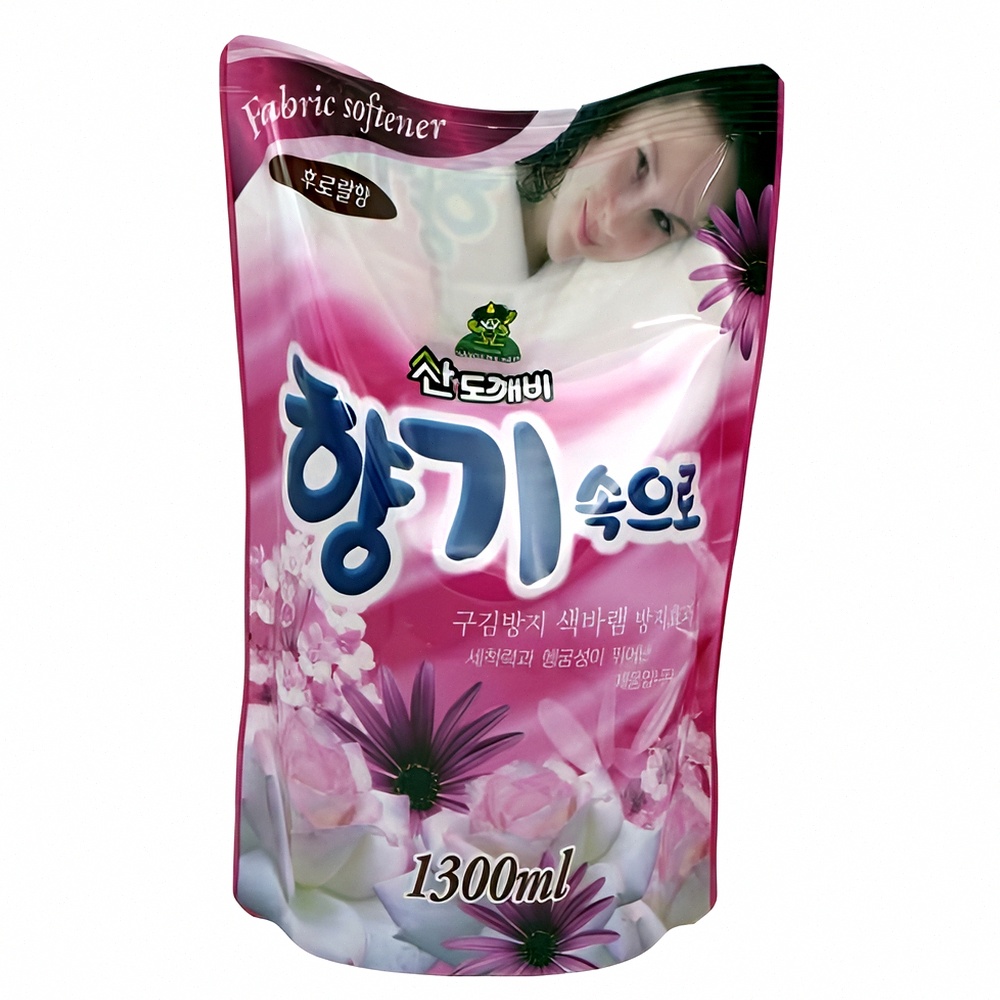 Fabric softener
후로랄향
산도깨비
향기 속으로
구김방지 색바램 방지효과
세척력과 헹굼성이 뛰어난
1300ml